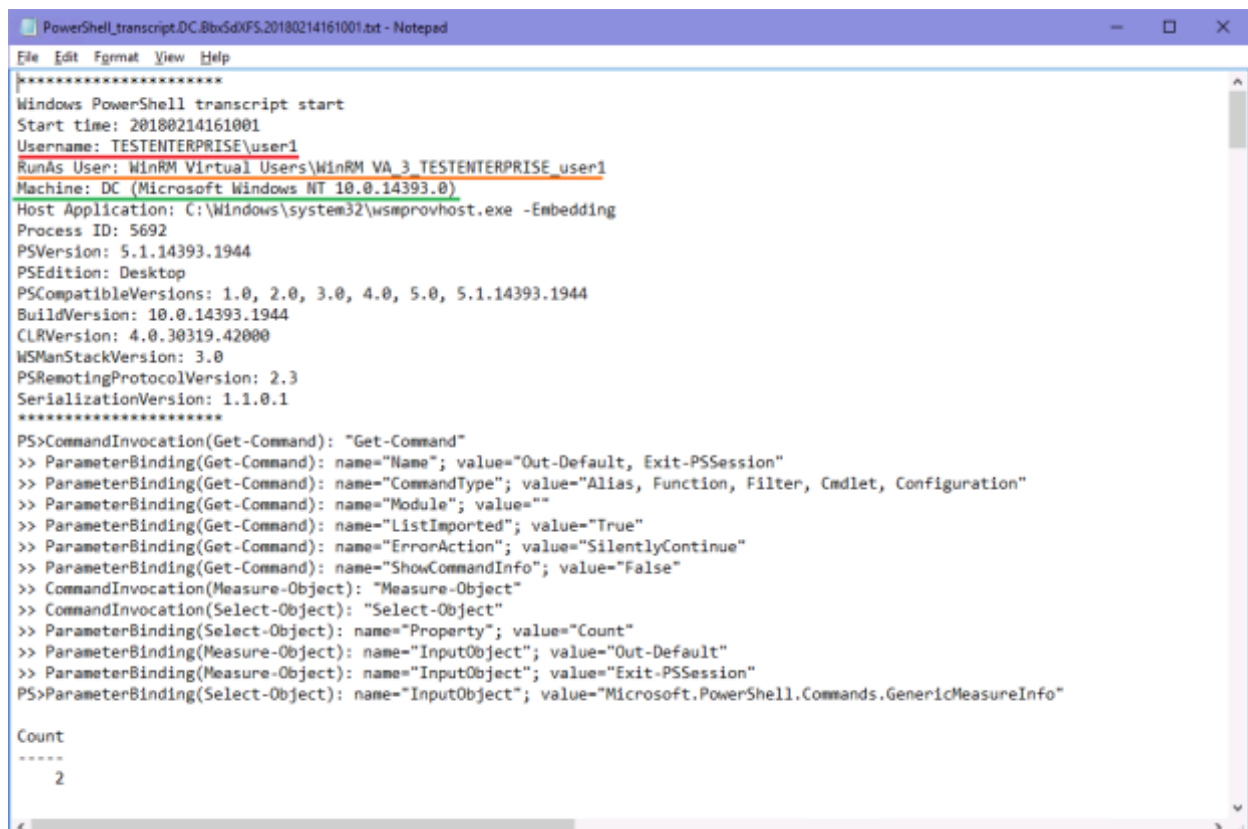 PowerShell_transcript.DC.BbxSdXFS.20180214161001.txt - Notepad
File Edit Format View Help
**********************
Windows PowerShell transcript start
Start time: 20180214161001
Username: TESTENTERPRISE\user1
RunAs User: WinRM Virtual Users\WinRM VA_3_TESTENTERPRISE_user1
Machine: DC (Microsoft Windows NT 10.0.14393.0)
Host Application: C:\Windows\system32\wsmprovhost.exe -Embedding
Process ID: 5692
PSVersion: 5.1.14393.1944
PSEdition: Desktop
PSCompatibleVersions: 1.0, 2.0, 3.0, 4.0, 5.0, 5.1.14393.1944
BuildVersion: 10.0.14393.1944
CLRVersion: 4.0.30319.42000
WSManStackVersion: 3.0
PSRemotingProtocolVersion: 2.3
SerializationVersion: 1.1.0.1
**********************
PS>CommandInvocation(Get-Command): "Get-Command"
>> ParameterBinding(Get-Command): name="Name"; value="Out-Default, Exit-PSSession"
>> ParameterBinding(Get-Command): name="CommandType"; value="Alias, Function, Filter, Cmdlet, Configuration"
>> ParameterBinding(Get-Command): name="Module"; value=""
>> ParameterBinding(Get-Command): name="ListImported"; value="True"
>> ParameterBinding(Get-Command): name="ErrorAction"; value="SilentlyContinue"
>> ParameterBinding(Get-Command): name="ShowCommandInfo"; value="False"
>> CommandInvocation(Measure-Object): "Measure-Object"
>> CommandInvocation(Select-Object): "Select-Object"
>> ParameterBinding(Select-Object): name="Property"; value="Count"
>> ParameterBinding(Measure-Object): name="InputObject"; value="Out-Default"
>> ParameterBinding(Measure-Object): name="InputObject"; value="Exit-PSSession"
PS>ParameterBinding(Select-Object): name="InputObject"; value="Microsoft.PowerShell.Commands.GenericMeasureInfo"
Count
-----
2